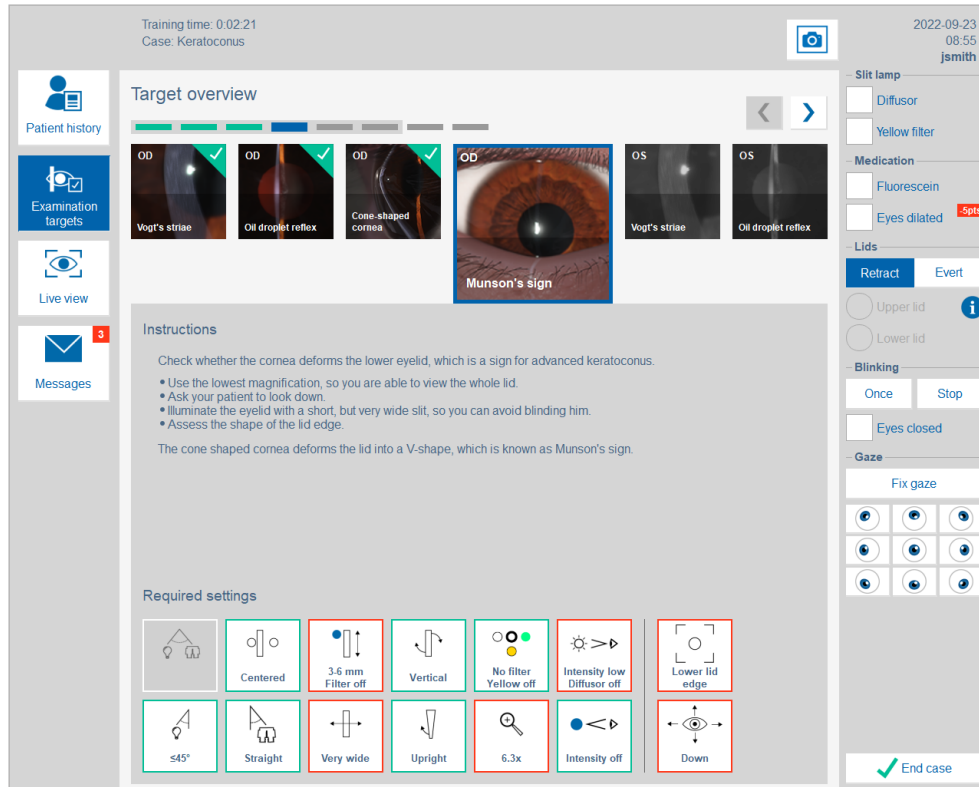 Training time: 0:02:21
Case: Keratoconus
2022-09-23
08:55
jsmith
Patient history
Examination
targets
Live view
3
Messages
Target overview
OD
Vogt's striae
OD
Oil droplet reflex
OD
Cone-shaped
cornea
OD
Munson's sign
OS
Vogt's striae
OS
Oil droplet reflex
Instructions
Check whether the cornea deforms the lower eyelid, which is a sign for advanced keratoconus.
• Use the lowest magnification, so you are able to view the whole lid.
• Ask your patient to look down.
• Illuminate the eyelid with a short, but very wide slit, so you can avoid blinding him.
• Assess the shape of the lid edge.
The cone shaped cornea deforms the lid into a V-shape, which is known as Munson's sign.
Required settings
Centered
3-6 mm
Filter off
Vertical
No filter
Yellow off
Intensity low
Diffusor off
Lower lid
edge
≤45°
Straight
Very wide
Upright
6.3x
Intensity off
Down
Slit lamp
Diffusor
Yellow filter
Medication
Fluorescein
Eyes dilated
-5pts
Lids
Retract
Evert
Upper lid
i
Lower lid
Blinking
Once
Stop
Eyes closed
Gaze
Fix gaze
End case